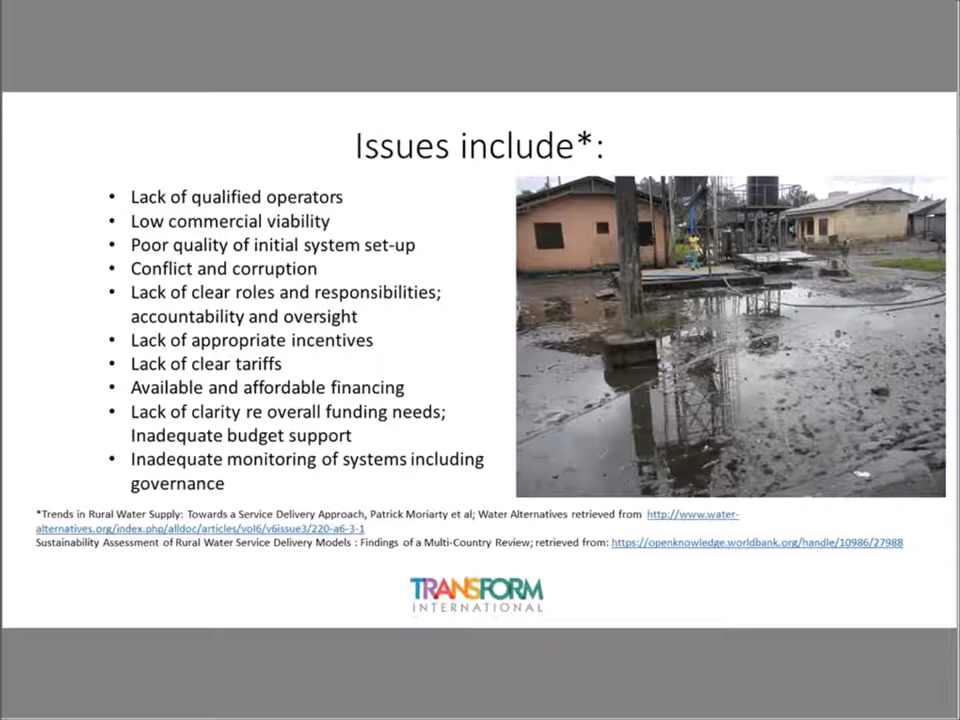 Issues include*:
• Lack of qualified operators
• Low commercial viability
• Poor quality of initial system set-up
• Conflict and corruption
• Lack of clear roles and responsibilities;
accountability and oversight
• Lack of appropriate incentives
• Lack of clear tariffs
• Available and affordable financing
• Lack of clarity re overall funding needs;
Inadequate budget support
• Inadequate monitoring of systems including
governance
*Trends in Rural Water Supply: Towards a Service Delivery Approach, Patrick Moriarty et al; Water Alternatives retrieved from http://www.water-
alternatives.org/index.php/alldoc/articles/vol6/v6issue3/220-a6-3-1
Sustainability Assessment of Rural Water Service Delivery Models : Findings of a Multi-Country Review; retrieved from: https://openknowledge.worldbank.org/handle/10986/27988
TRANSFORM
INTERNATIONAL